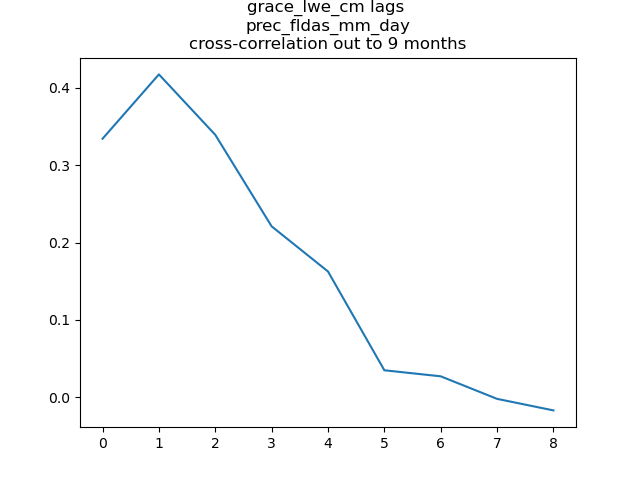 grace_lwe_cm lags
prec_fldas_mm_day
cross-correlation out to 9 months
0.4
0.3
0.2
0.1
0.0
0 1 2 3 4 5 6 7 8